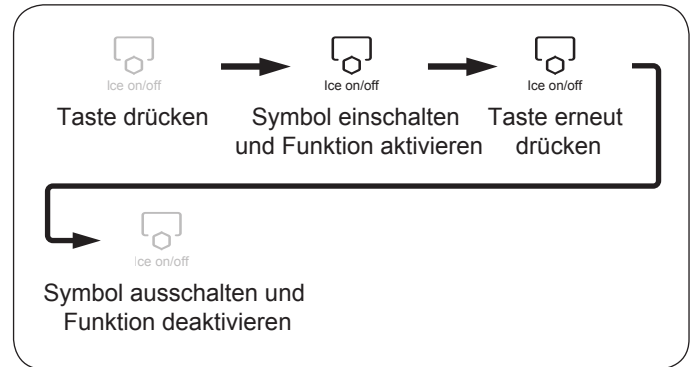 Ice on/off
Ice on/off
Ice on/off
Taste drücken
Symbol einschalten
und Funktion aktivieren
Taste erneut
drücken
Ice on/off
Symbol ausschalten und
Funktion deaktivieren